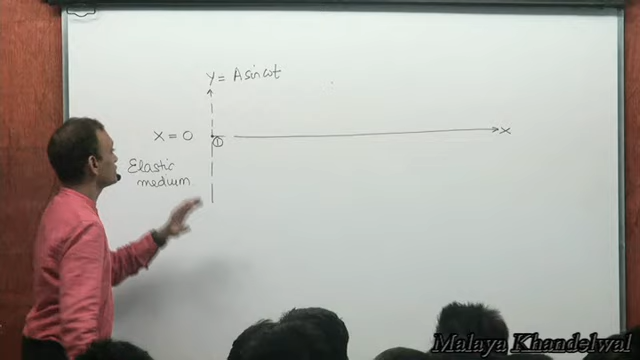 y = A sin ωt
x = 0
①
x
Elastic
medium
Malaya Khandelwal